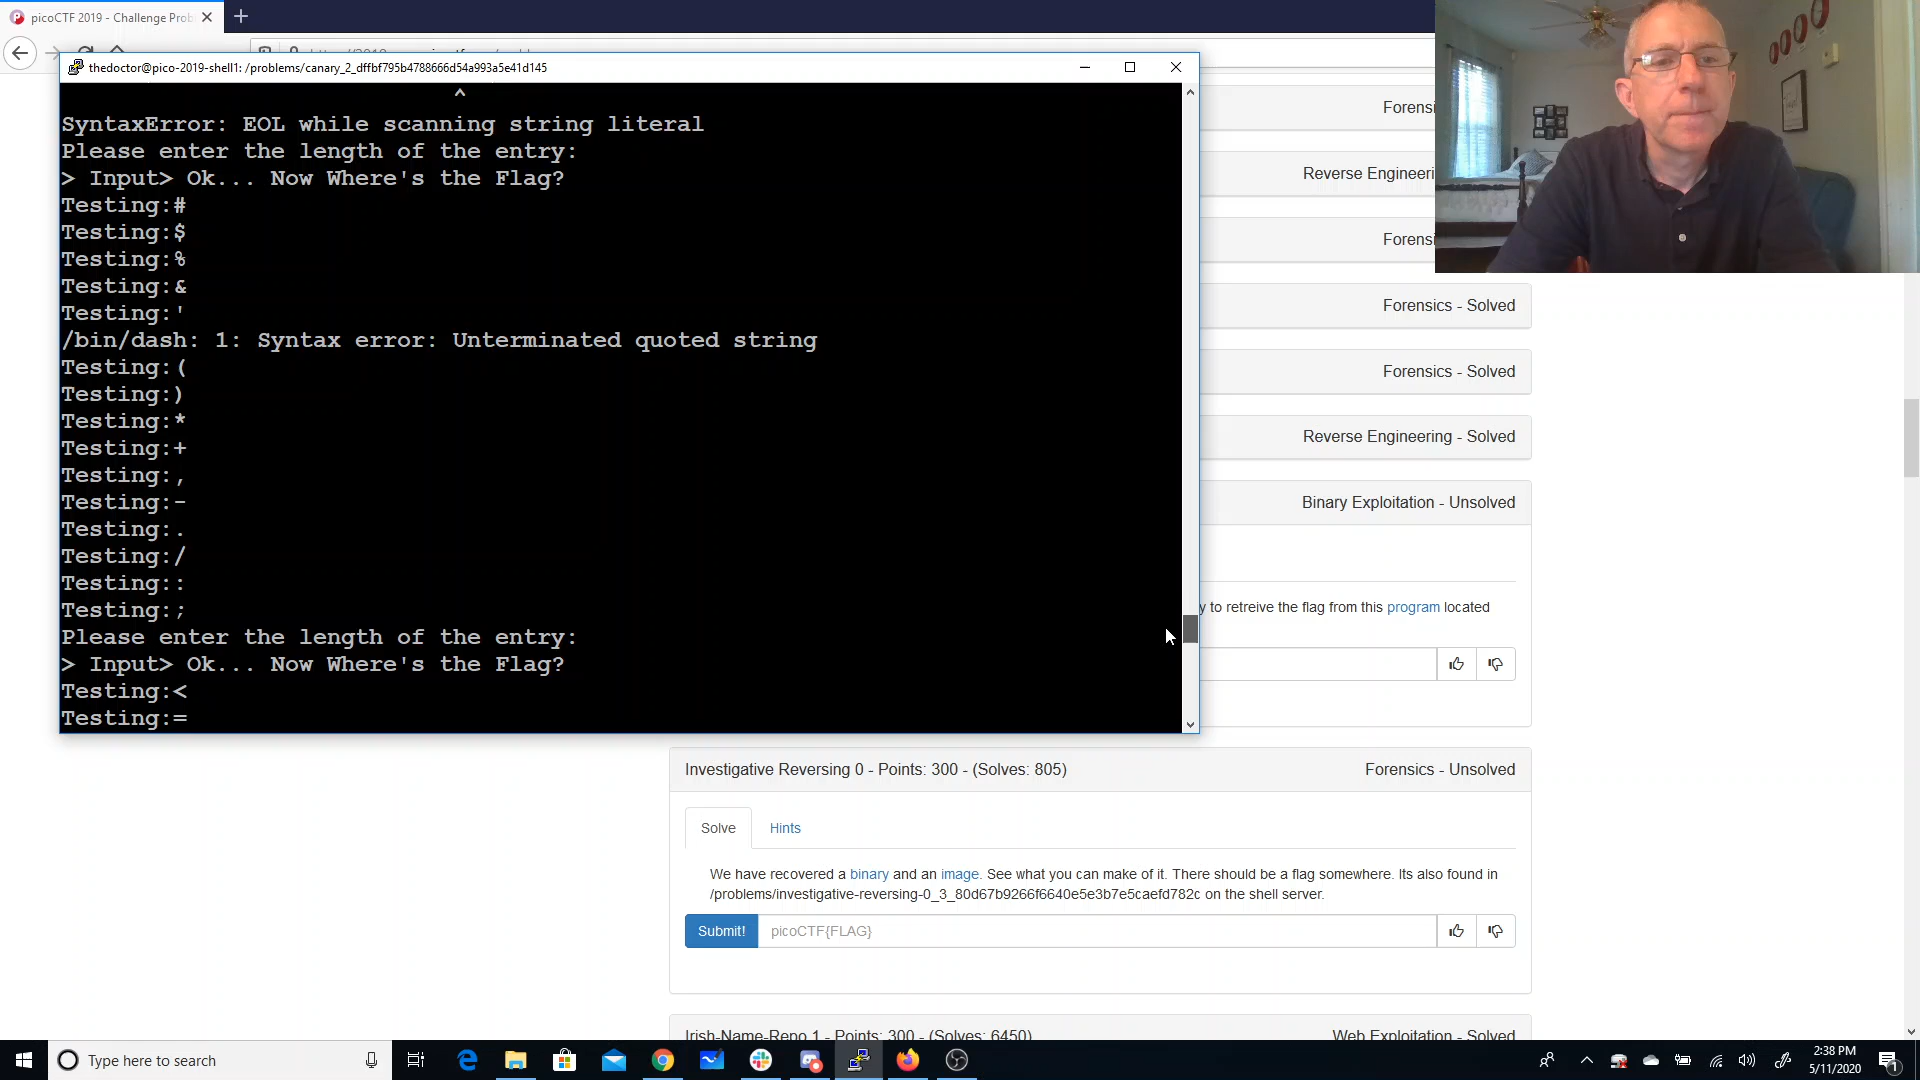 picoCTF 2019 - Challenge Prob
thedoctor@pico-2019-shell1: /problems/canary_2_dffbf795b4788666d54a993a5e41d145
^
SyntaxError: EOL while scanning string literal
Please enter the length of the entry:
> Input> Ok... Now Where's the Flag?
Testing:#
Testing:$
Testing:%
Testing:&
Testing:'
/bin/dash: 1: Syntax error: Unterminated quoted string
Testing:(
Testing:)
Testing:*
Testing:+
Testing:,
Testing:-
Testing:.
Testing:/
Testing::
Testing:;
Please enter the length of the entry:
> Input> Ok... Now Where's the Flag?
Testing:<
Testing:=
Forensi
Reverse Engineeri
Forensi
Forensics - Solved
Forensics - Solved
Reverse Engineering - Solved
Binary Exploitation - Unsolved
y to retreive the flag from this program located
Investigative Reversing 0 - Points: 300 - (Solves: 805)
Forensics - Unsolved
Solve
Hints
We have recovered a binary and an image. See what you can make of it. There should be a flag somewhere. Its also found in
/problems/investigative-reversing-0_3_80d67b9266f6640e5e3b7e5caefd782c on the shell server.
Submit!
picoCTF{FLAG}
Irish-Name-Repo 1 - Points: 300 - (Solves: 6450)
Web Exploitation - Solved
Type here to search
2:38 PM
5/11/2020
1